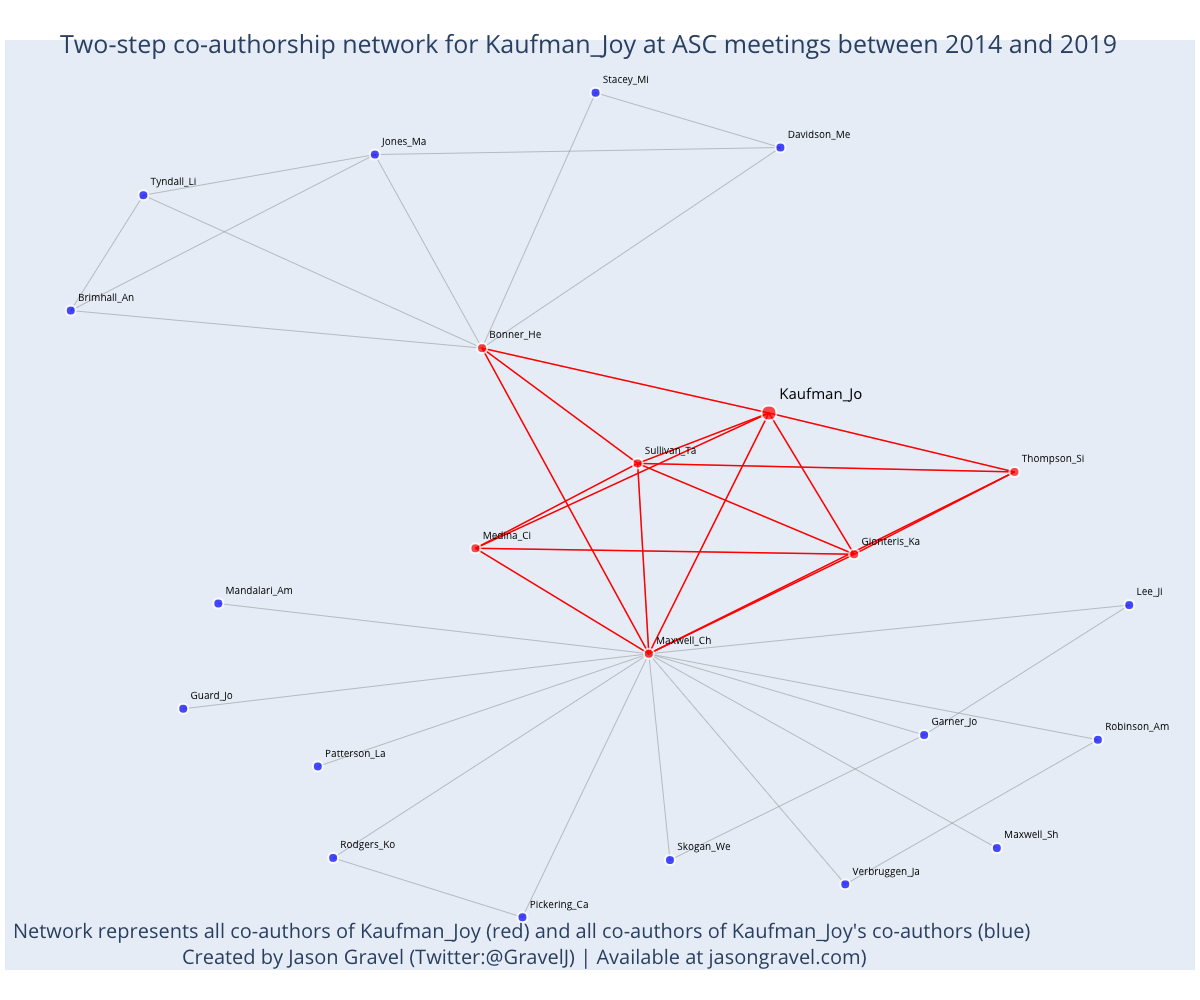 Two-step co-authorship network for Kaufman_Joy at ASC meetings between 2014 and 2019
Stacey_Mi
Davidson_Me
Jones_Ma
Tyndall_Li
Brimhall_An
Bonner_He
Kaufman_Jo
Sullivan_Ta
Thompson_Si
Medina_Ci
Gionteris_Ka
Mandalari_Am
Lee_Ji
Maxwell_Ch
Guard_Jo
Garner_Jo
Robinson_Am
Patterson_La
Maxwell_Sh
Rodgers_Ko
Skogan_We
Verbruggen_Ja
Pickering_Ca
Network represents all co-authors of Kaufman_Joy (red) and all co-authors of Kaufman_Joy's co-authors (blue)
Created by Jason Gravel (Twitter:@GravelJ) | Available at jasongravel.com)